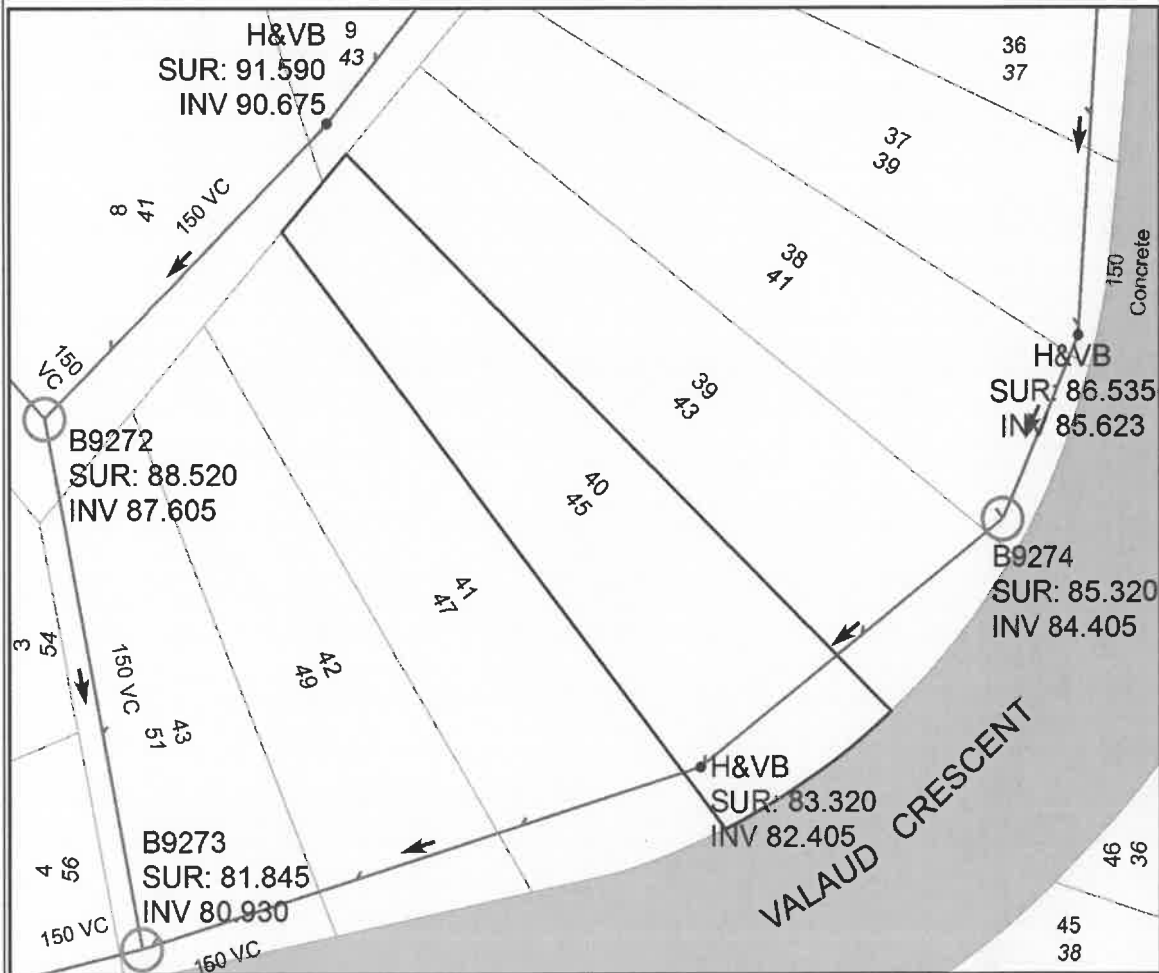 H&VB
SUR: 91.590
INV 90.675
9
43
36
37
37
39
8
41
150 VC
38
41
150
Concrete
150
VC
H&VB
SUR: 86.535
INV 85.623
39
43
B9272
SUR: 88.520
INV 87.605
40
45
B9274
SUR: 85.320
INV 84.405
41
47
3
54
42
49
150 VC
43
51
H&VB
SUR: 83.320
INV 82.405
VALAUD CRESCENT
B9273
SUR: 81.845
INV 80.930
4
56
46
36
150 VC
150 VC
45
38